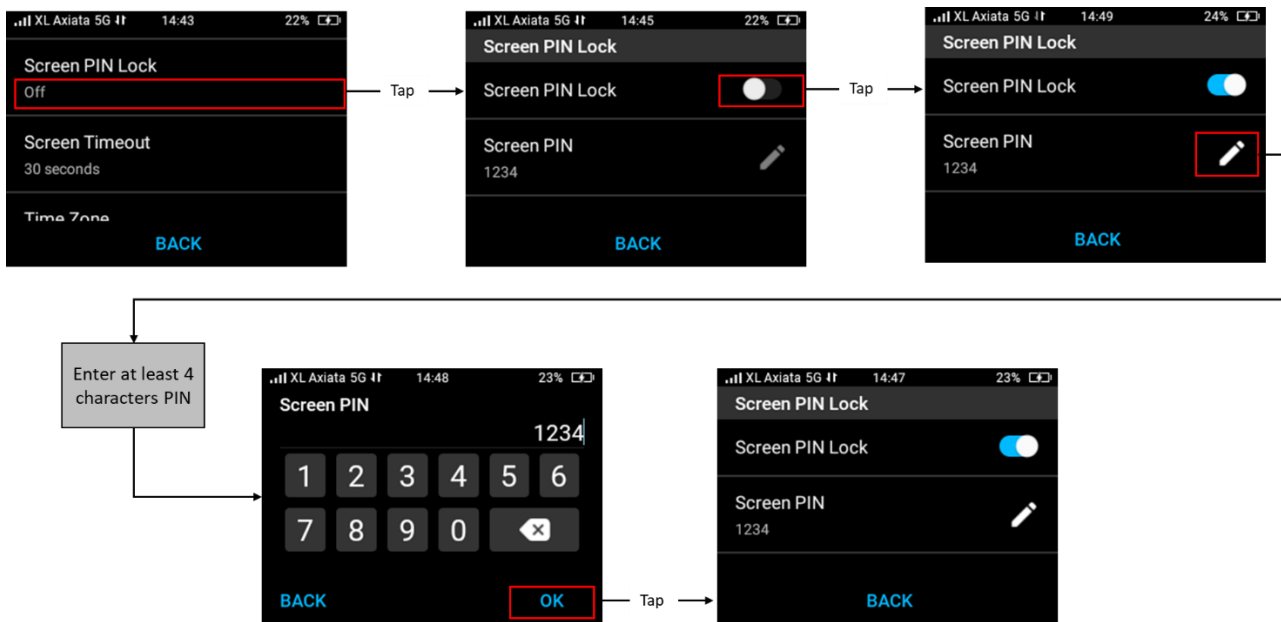 XL Axiata 5G 14:43 22%
Screen PIN Lock
Off
Screen Timeout
30 seconds
Time Zone
BACK
Tap
XL Axiata 5G 14:45 22%
Screen PIN Lock
Screen PIN Lock
Screen PIN
1234
BACK
Tap
XL Axiata 5G 14:49 24%
Screen PIN Lock
Screen PIN Lock
Screen PIN
1234
BACK
Enter at least 4
characters PIN
XL Axiata 5G 14:48 23%
Screen PIN
1234
1 2 3 4 5 6
7 8 9 0
BACK OK
Tap
XL Axiata 5G 14:47 23%
Screen PIN Lock
Screen PIN Lock
Screen PIN
1234
BACK